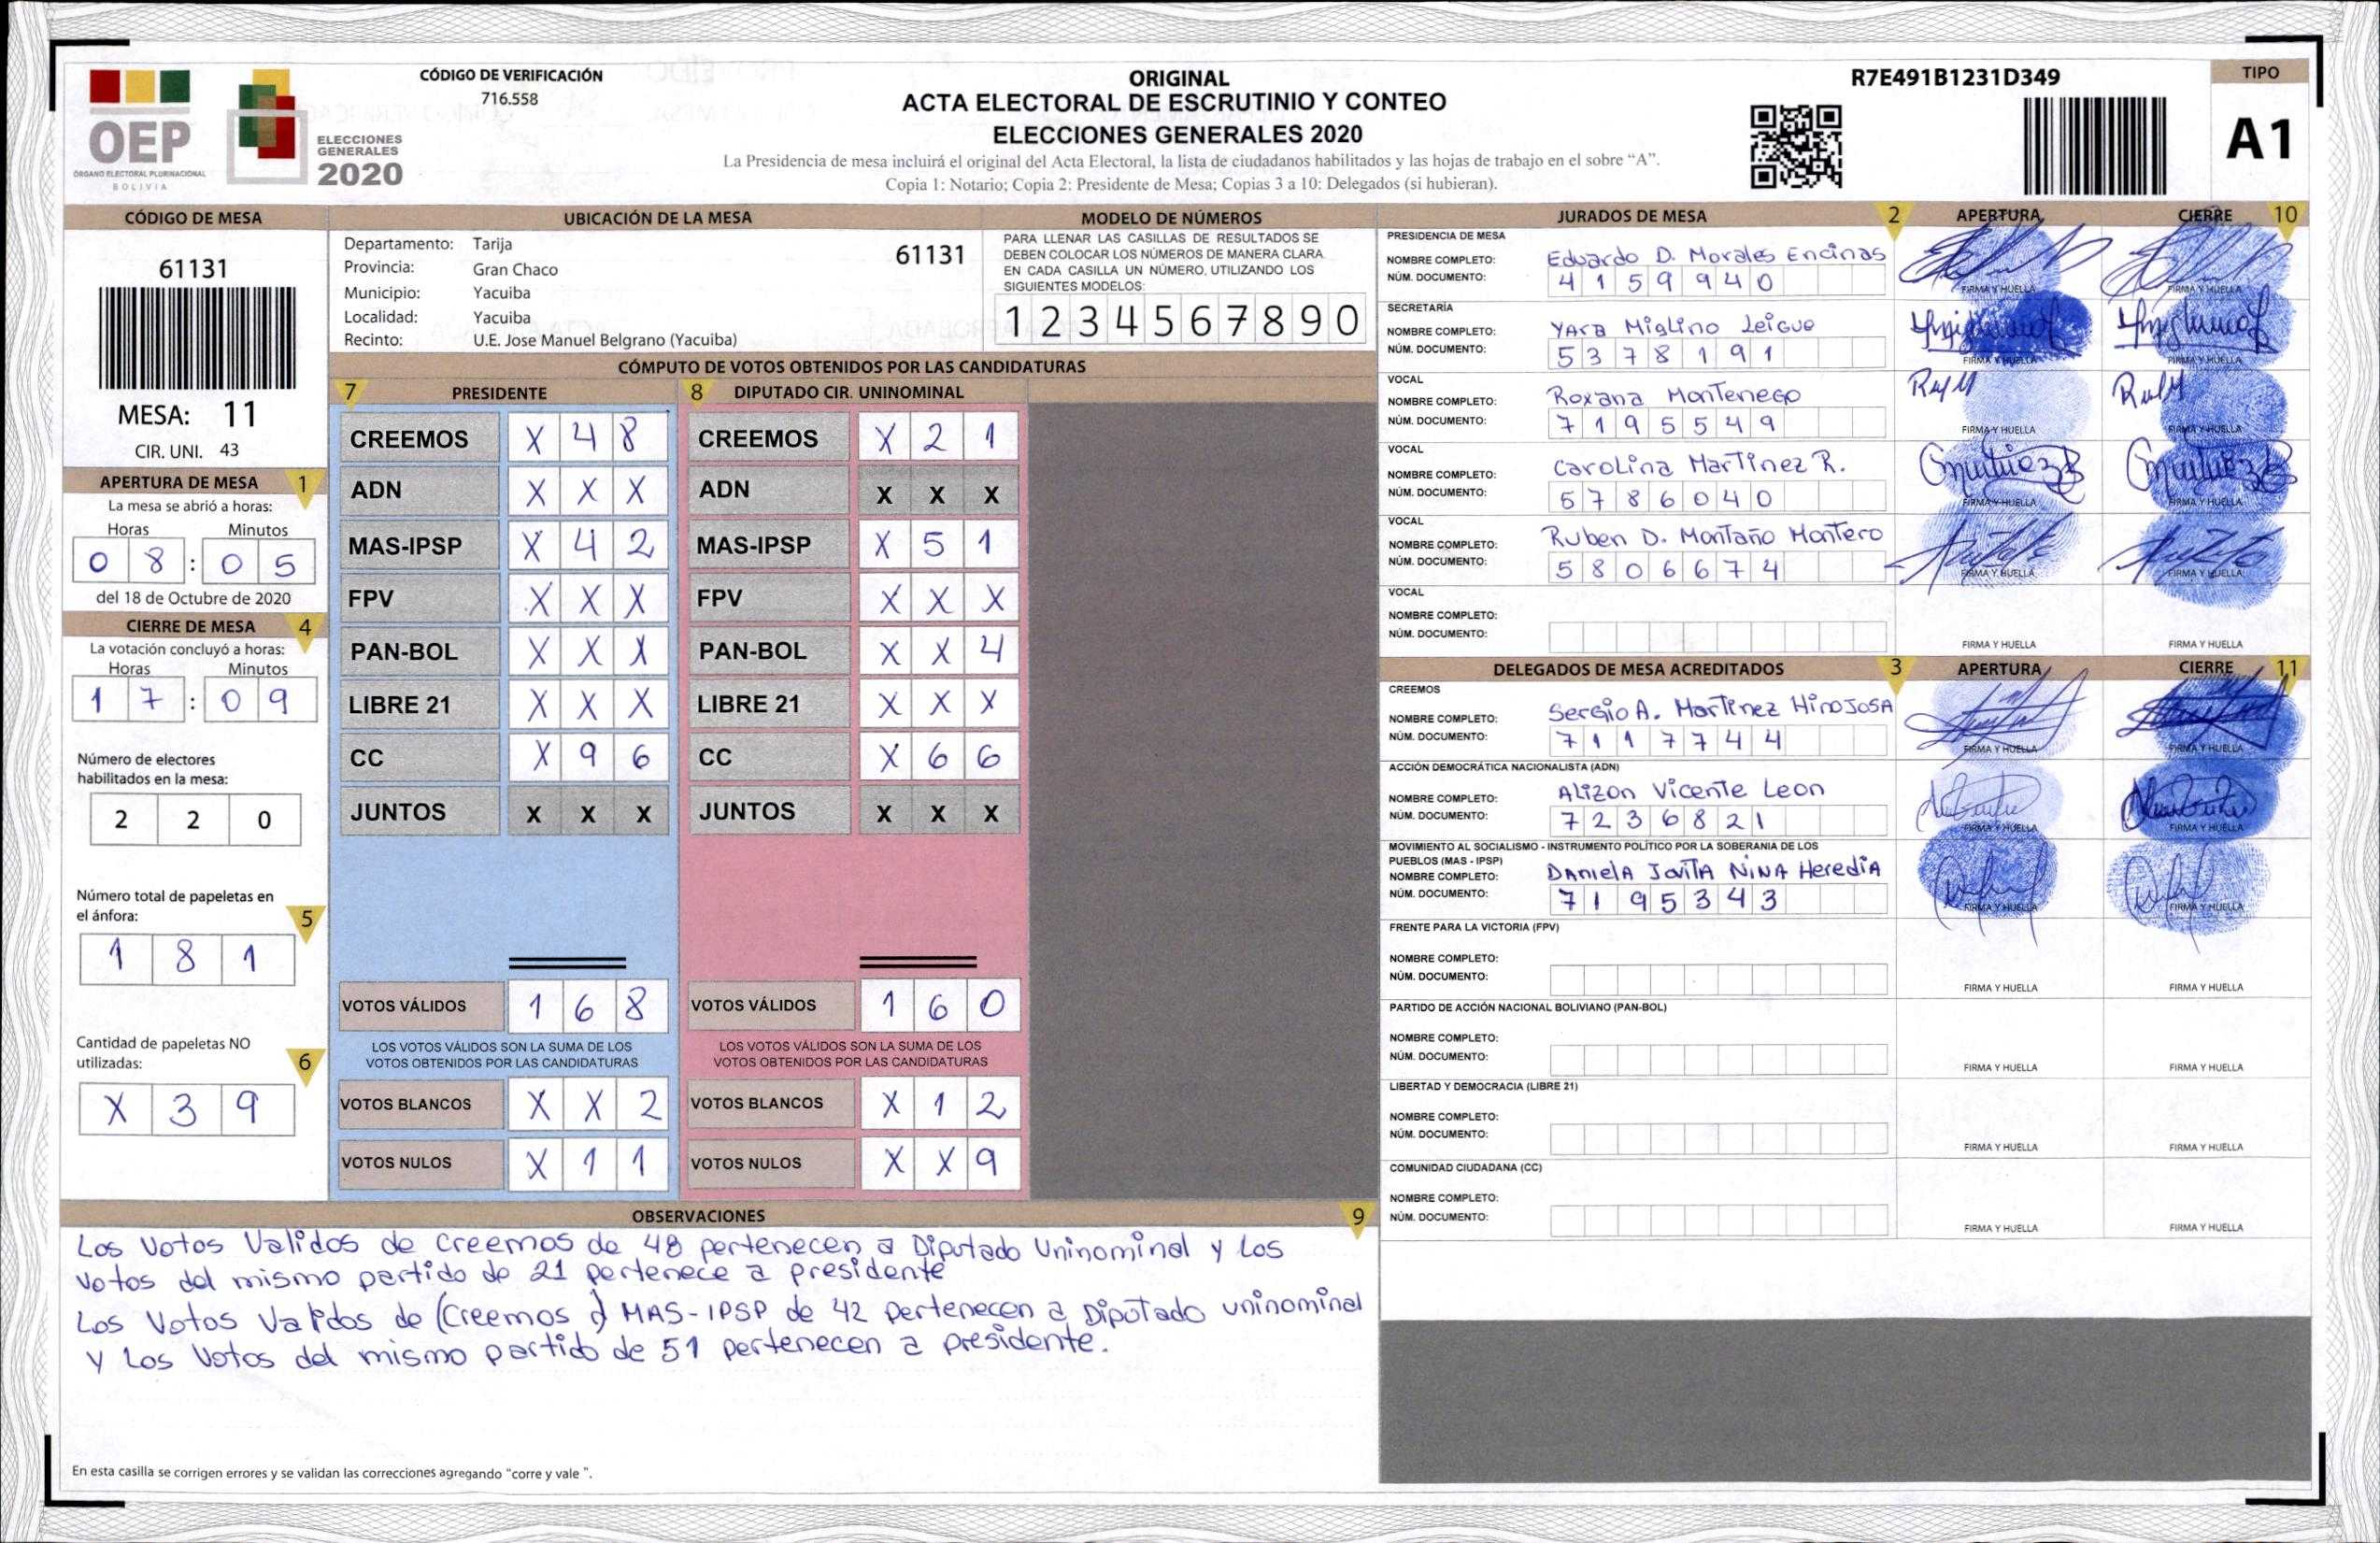 OEP
ÓRGANO ELECTORAL PLURINACIONAL
BOLIVIA
ELECCIONES
GENERALES
2020
CÓDIGO DE VERIFICACIÓN
716.558
ORIGINAL
ACTA ELECTORAL DE ESCRUTINIO Y CONTEO
ELECCIONES GENERALES 2020
La Presidencia de mesa incluirá el original del Acta Electoral, la lista de ciudadanos habilitados y las hojas de trabajo en el sobre “A”.
Copia 1: Notario; Copia 2: Presidente de Mesa; Copias 3 a 10: Delegados (si hubieran).
R7E491B1231D349
TIPO
A1
CÓDIGO DE MESA
61131
MESA: 11
CIR. UNI. 43
APERTURA DE MESA 1
La mesa se abrió a horas:
Horas Minutos
0 8 : 0 5
del 18 de Octubre de 2020
CIERRE DE MESA 4
La votación concluyó a horas:
Horas Minutos
1 7 : 0 9
Número de electores
habilitados en la mesa:
2 2 0
Número total de papeletas en
el ánfora: 5
1 8 1
Cantidad de papeletas NO
utilizadas: 6
X 3 9
UBICACIÓN DE LA MESA
Departamento: Tarija 61131
Provincia: Gran Chaco
Municipio: Yacuiba
Localidad: Yacuiba
Recinto: U.E. Jose Manuel Belgrano (Yacuiba)
MODELO DE NÚMEROS
PARA LLENAR LAS CASILLAS DE RESULTADOS SE
DEBEN COLOCAR LOS NÚMEROS DE MANERA CLARA
EN CADA CASILLA UN NÚMERO, UTILIZANDO LOS
SIGUIENTES MODELOS:
1 2 3 4 5 6 7 8 9 0
CÓMPUTO DE VOTOS OBTENIDOS POR LAS CANDIDATURAS
7 PRESIDENTE 8 DIPUTADO CIR. UNINOMINAL
CREEMOS X 4 8 CREEMOS X 2 1
ADN X X X ADN X X X
MAS-IPSP X 4 2 MAS-IPSP X 5 1
FPV X X X FPV X X X
PAN-BOL X X X PAN-BOL X X 4
LIBRE 21 X X X LIBRE 21 X X X
CC X 9 6 CC X 6 6
JUNTOS X X X JUNTOS X X X
VOTOS VÁLIDOS 1 6 8 VOTOS VÁLIDOS 1 6 0
LOS VOTOS VÁLIDOS SON LA SUMA DE LOS LOS VOTOS VÁLIDOS SON LA SUMA DE LOS
VOTOS OBTENIDOS POR LAS CANDIDATURAS VOTOS OBTENIDOS POR LAS CANDIDATURAS
VOTOS BLANCOS X X 2 VOTOS BLANCOS X 1 2
VOTOS NULOS X 1 1 VOTOS NULOS X X 9
OBSERVACIONES 9
Los Votos Validos de Creemos de 48 pertenecen a Diputado Uninominal y Los
votos del mismo partido de 21 pertenece a presidente
Los Votos Validos de (Creemos) MAS-IPSP de 42 pertenecen a Diputado uninominal
y Los Votos del mismo partido de 51 pertenecen a presidente.
En esta casilla se corrigen errores y se validan las correcciones agregando “corre y vale ”.
JURADOS DE MESA 2 APERTURA CIERRE 10
PRESIDENCIA DE MESA
NOMBRE COMPLETO: Eduardo D. Morales Encinas
NÚM. DOCUMENTO: 4 1 5 9 9 4 0
FIRMA Y HUELLA FIRMA Y HUELLA
SECRETARÍA
NOMBRE COMPLETO: Yara Miglino Leigue
NÚM. DOCUMENTO: 5 3 7 8 1 9 1
FIRMA Y HUELLA FIRMA Y HUELLA
VOCAL
NOMBRE COMPLETO: Roxana Montenego
NÚM. DOCUMENTO: 7 1 9 5 5 4 9
FIRMA Y HUELLA FIRMA Y HUELLA
VOCAL
NOMBRE COMPLETO: Carolina Martinez R.
NÚM. DOCUMENTO: 5 7 8 6 0 4 0
FIRMA Y HUELLA FIRMA Y HUELLA
VOCAL
NOMBRE COMPLETO: Ruben D. Montaño Montero
NÚM. DOCUMENTO: 5 8 0 6 6 7 4
FIRMA Y HUELLA FIRMA Y HUELLA
VOCAL
NOMBRE COMPLETO:
NÚM. DOCUMENTO:
FIRMA Y HUELLA FIRMA Y HUELLA
DELEGADOS DE MESA ACREDITADOS 3 APERTURA CIERRE 11
CREEMOS
NOMBRE COMPLETO: Sergio A. Martinez HinoJosa
NÚM. DOCUMENTO: 7 1 1 7 7 4 4
FIRMA Y HUELLA FIRMA Y HUELLA
ACCIÓN DEMOCRÁTICA NACIONALISTA (ADN)
NOMBRE COMPLETO: Alizon Vicente Leon
NÚM. DOCUMENTO: 7 2 3 6 8 2 1
FIRMA Y HUELLA FIRMA Y HUELLA
MOVIMIENTO AL SOCIALISMO - INSTRUMENTO POLÍTICO POR LA SOBERANIA DE LOS
PUEBLOS (MAS - IPSP)
NOMBRE COMPLETO: Daniela Jovita Nina Heredia
NÚM. DOCUMENTO: 7 1 9 5 3 4 3
FIRMA Y HUELLA FIRMA Y HUELLA
FRENTE PARA LA VICTORIA (FPV)
NOMBRE COMPLETO:
NÚM. DOCUMENTO:
FIRMA Y HUELLA FIRMA Y HUELLA
PARTIDO DE ACCIÓN NACIONAL BOLIVIANO (PAN-BOL)
NOMBRE COMPLETO:
NÚM. DOCUMENTO:
FIRMA Y HUELLA FIRMA Y HUELLA
LIBERTAD Y DEMOCRACIA (LIBRE 21)
NOMBRE COMPLETO:
NÚM. DOCUMENTO:
FIRMA Y HUELLA FIRMA Y HUELLA
COMUNIDAD CIUDADANA (CC)
NOMBRE COMPLETO:
NÚM. DOCUMENTO:
FIRMA Y HUELLA FIRMA Y HUELLA